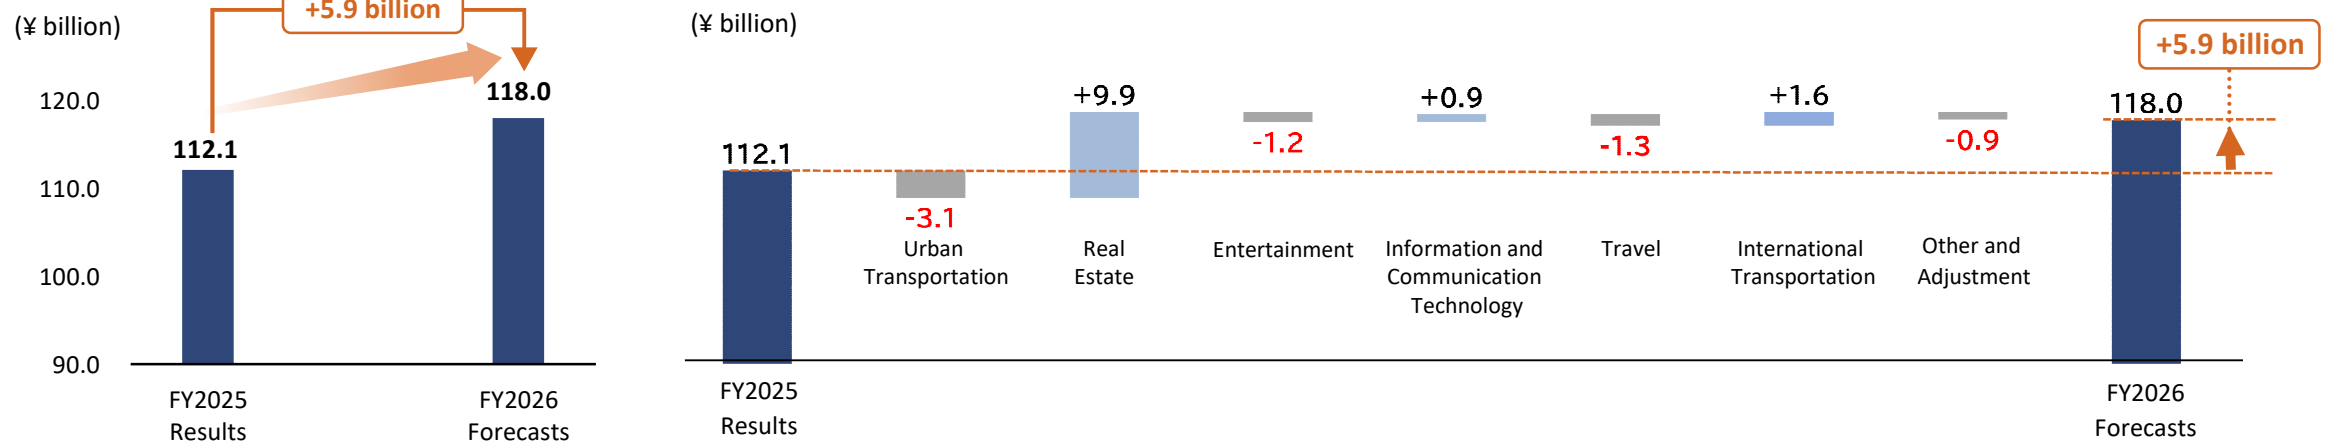 +5.9 billion
(¥ billion)
120.0
110.0
100.0
90.0
112.1
118.0
FY2025
Results
FY2026
Forecasts
(¥ billion)
+5.9 billion
112.1
-3.1
+9.9
-1.2
+0.9
-1.3
+1.6
-0.9
118.0
Urban
Transportation
Real
Estate
Entertainment
Information and
Communication
Technology
Travel
International
Transportation
Other and
Adjustment
FY2025
Results
FY2026
Forecasts